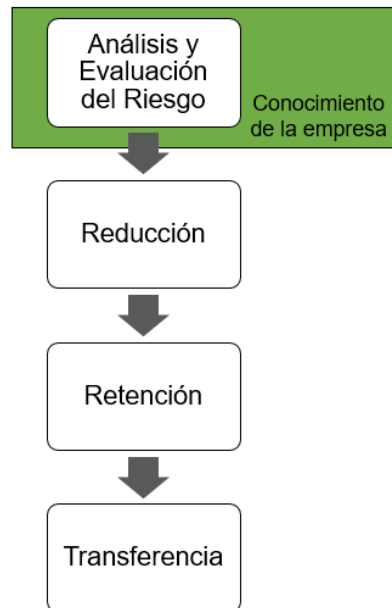 Análisis y
Evaluación
del Riesgo
Conocimiento
de la empresa
Reducción
Retención
Transferencia